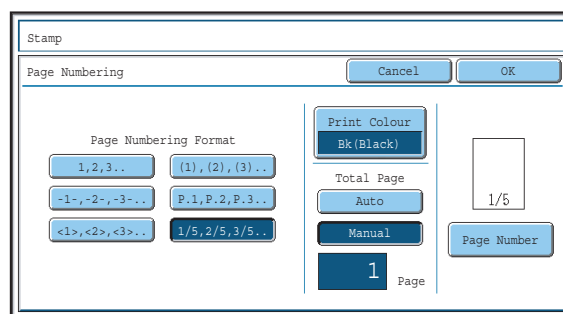 Stamp
Page Numbering
Cancel
OK
Page Numbering Format
1,2,3..
(1),(2),(3)..
-1-,-2-,-3-..
P.1,P.2,P.3..
<1>,<2>,<3>..
1/5,2/5,3/5..
Print Colour
Bk(Black)
Total Page
Auto
Manual
1 Page
1/5
Page Number